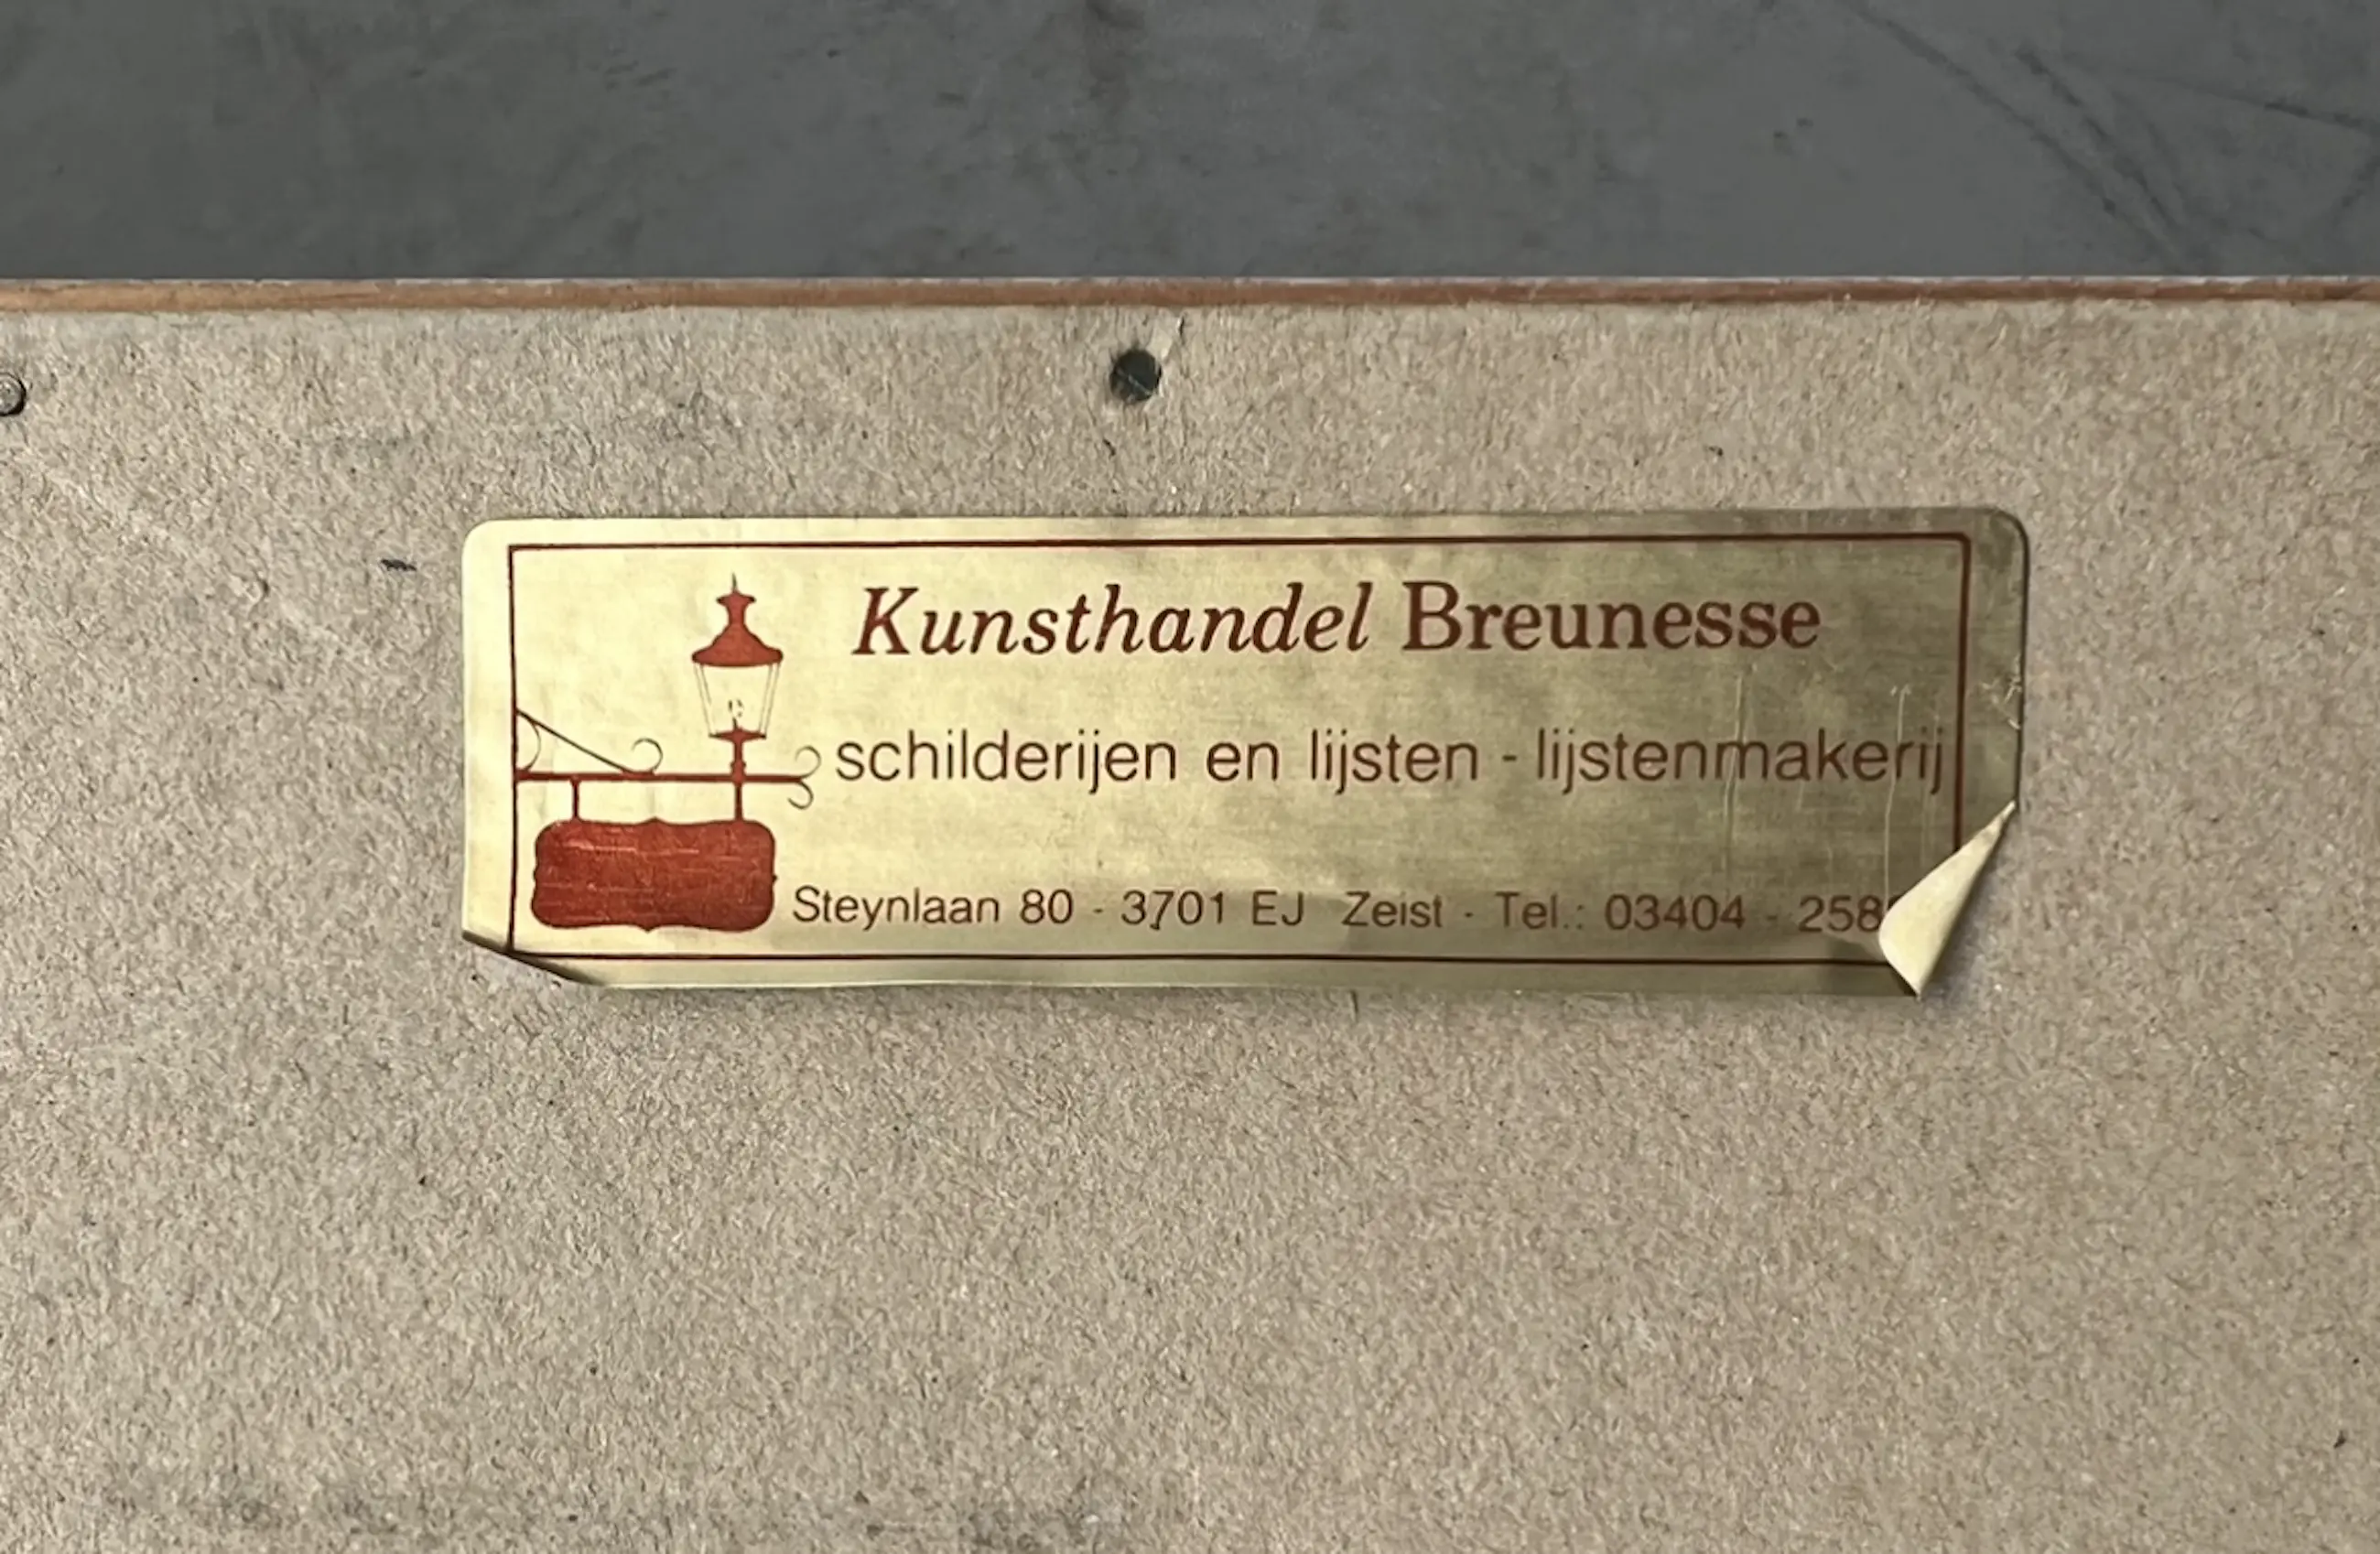 Kunsthandel Breunesse
schilderijen en lijsten - lijstenmakerij
Steynlaan 80 - 3701 EJ Zeist - Tel.: 03404 -